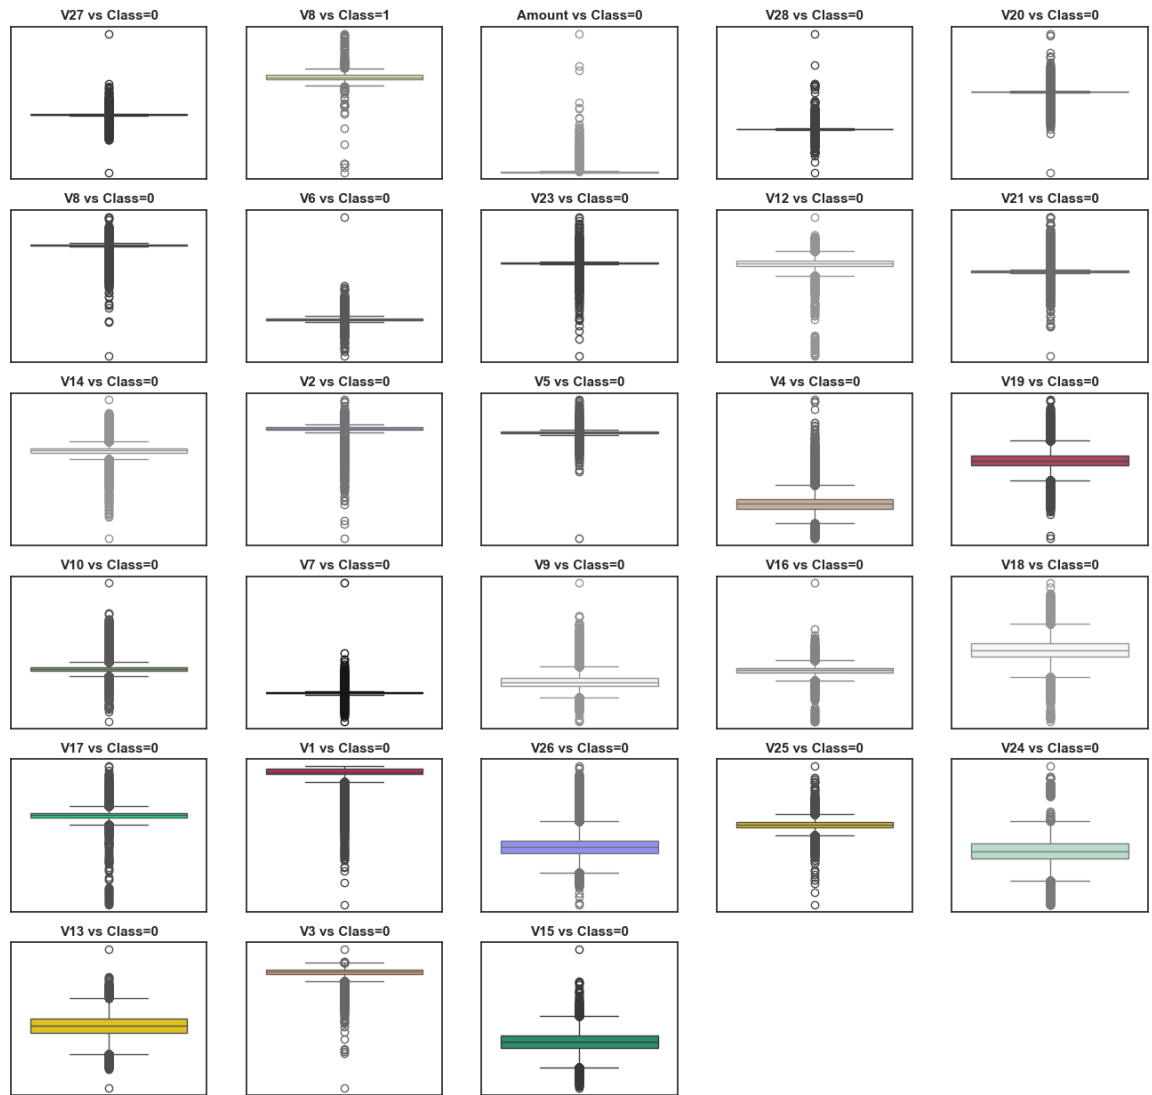 V27 vs Class=0
V8 vs Class=1
Amount vs Class=0
V28 vs Class=0
V20 vs Class=0
V8 vs Class=0
V6 vs Class=0
V23 vs Class=0
V12 vs Class=0
V21 vs Class=0
V14 vs Class=0
V2 vs Class=0
V5 vs Class=0
V4 vs Class=0
V19 vs Class=0
V10 vs Class=0
V7 vs Class=0
V9 vs Class=0
V16 vs Class=0
V18 vs Class=0
V17 vs Class=0
V1 vs Class=0
V26 vs Class=0
V25 vs Class=0
V24 vs Class=0
V13 vs Class=0
V3 vs Class=0
V15 vs Class=0